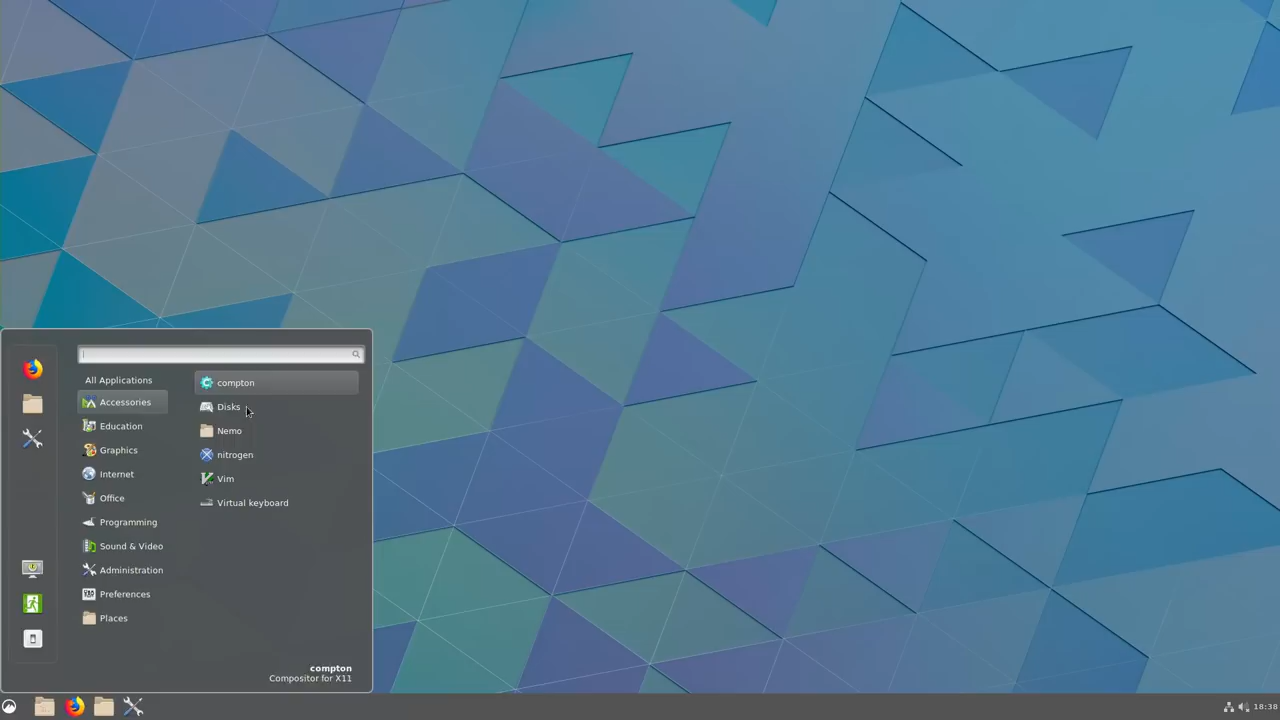 All Applications
Accessories
Education
Graphics
Internet
Office
Programming
Sound & Video
Administration
Preferences
Places
compton
Disks
Nemo
nitrogen
Vim
Virtual keyboard
compton
Compositor for X11
18:38